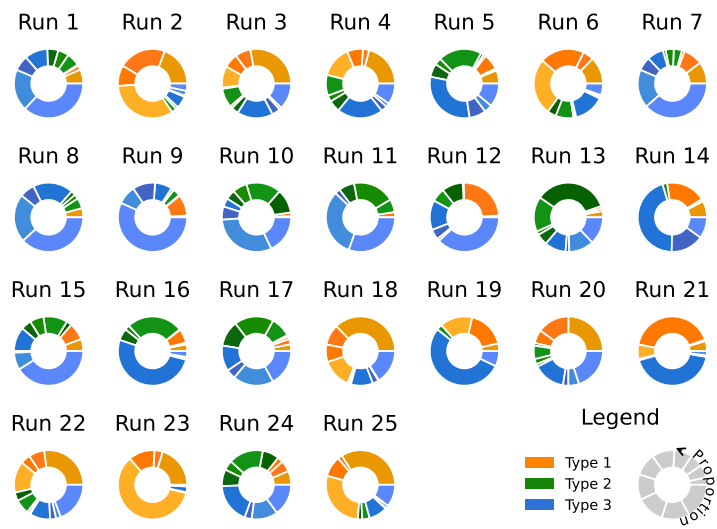 Run 1 Run 2 Run 3 Run 4 Run 5 Run 6 Run 7
Run 8 Run 9 Run 10 Run 11 Run 12 Run 13 Run 14
Run 15 Run 16 Run 17 Run 18 Run 19 Run 20 Run 21
Run 22 Run 23 Run 24 Run 25
Legend
Type 1
Type 2
Type 3
Proportion